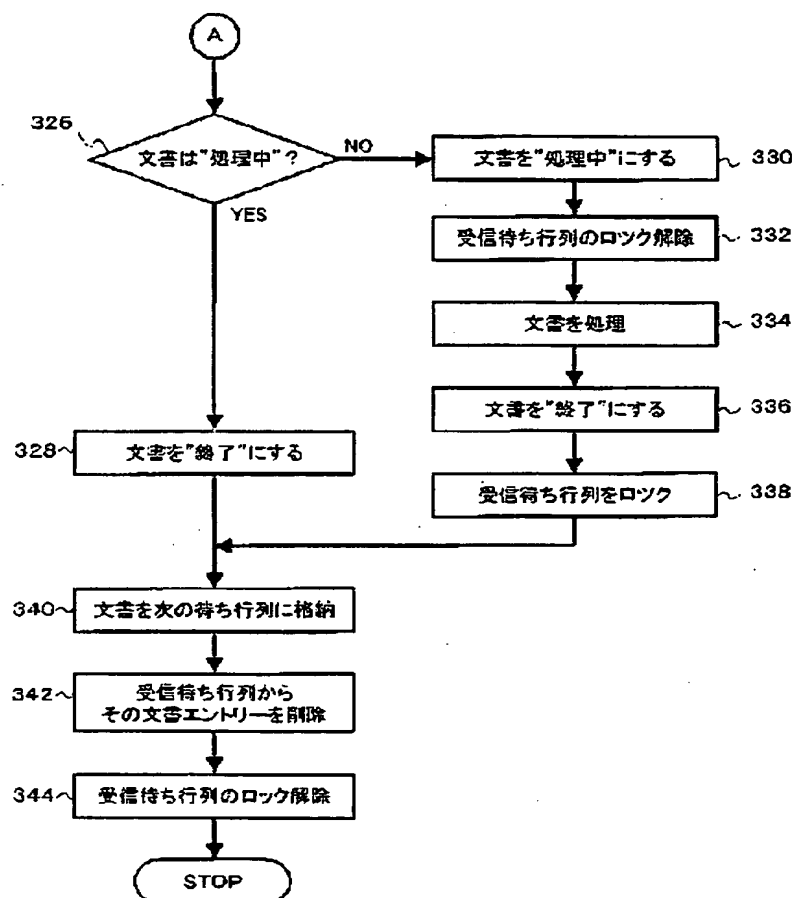 A
326
文書は"処理中"?
NO
YES
文書を"処理中"にする
330
受信待ち行列のロック解除
332
文書を処理
334
文書を"終了"にする
336
328
文書を"終了"にする
受信待ち行列をロック
338
340
文書を次の待ち行列に格納
342
受信待ち行列から
その文書エントリーを削除
344
受信待ち行列のロック解除
STOP